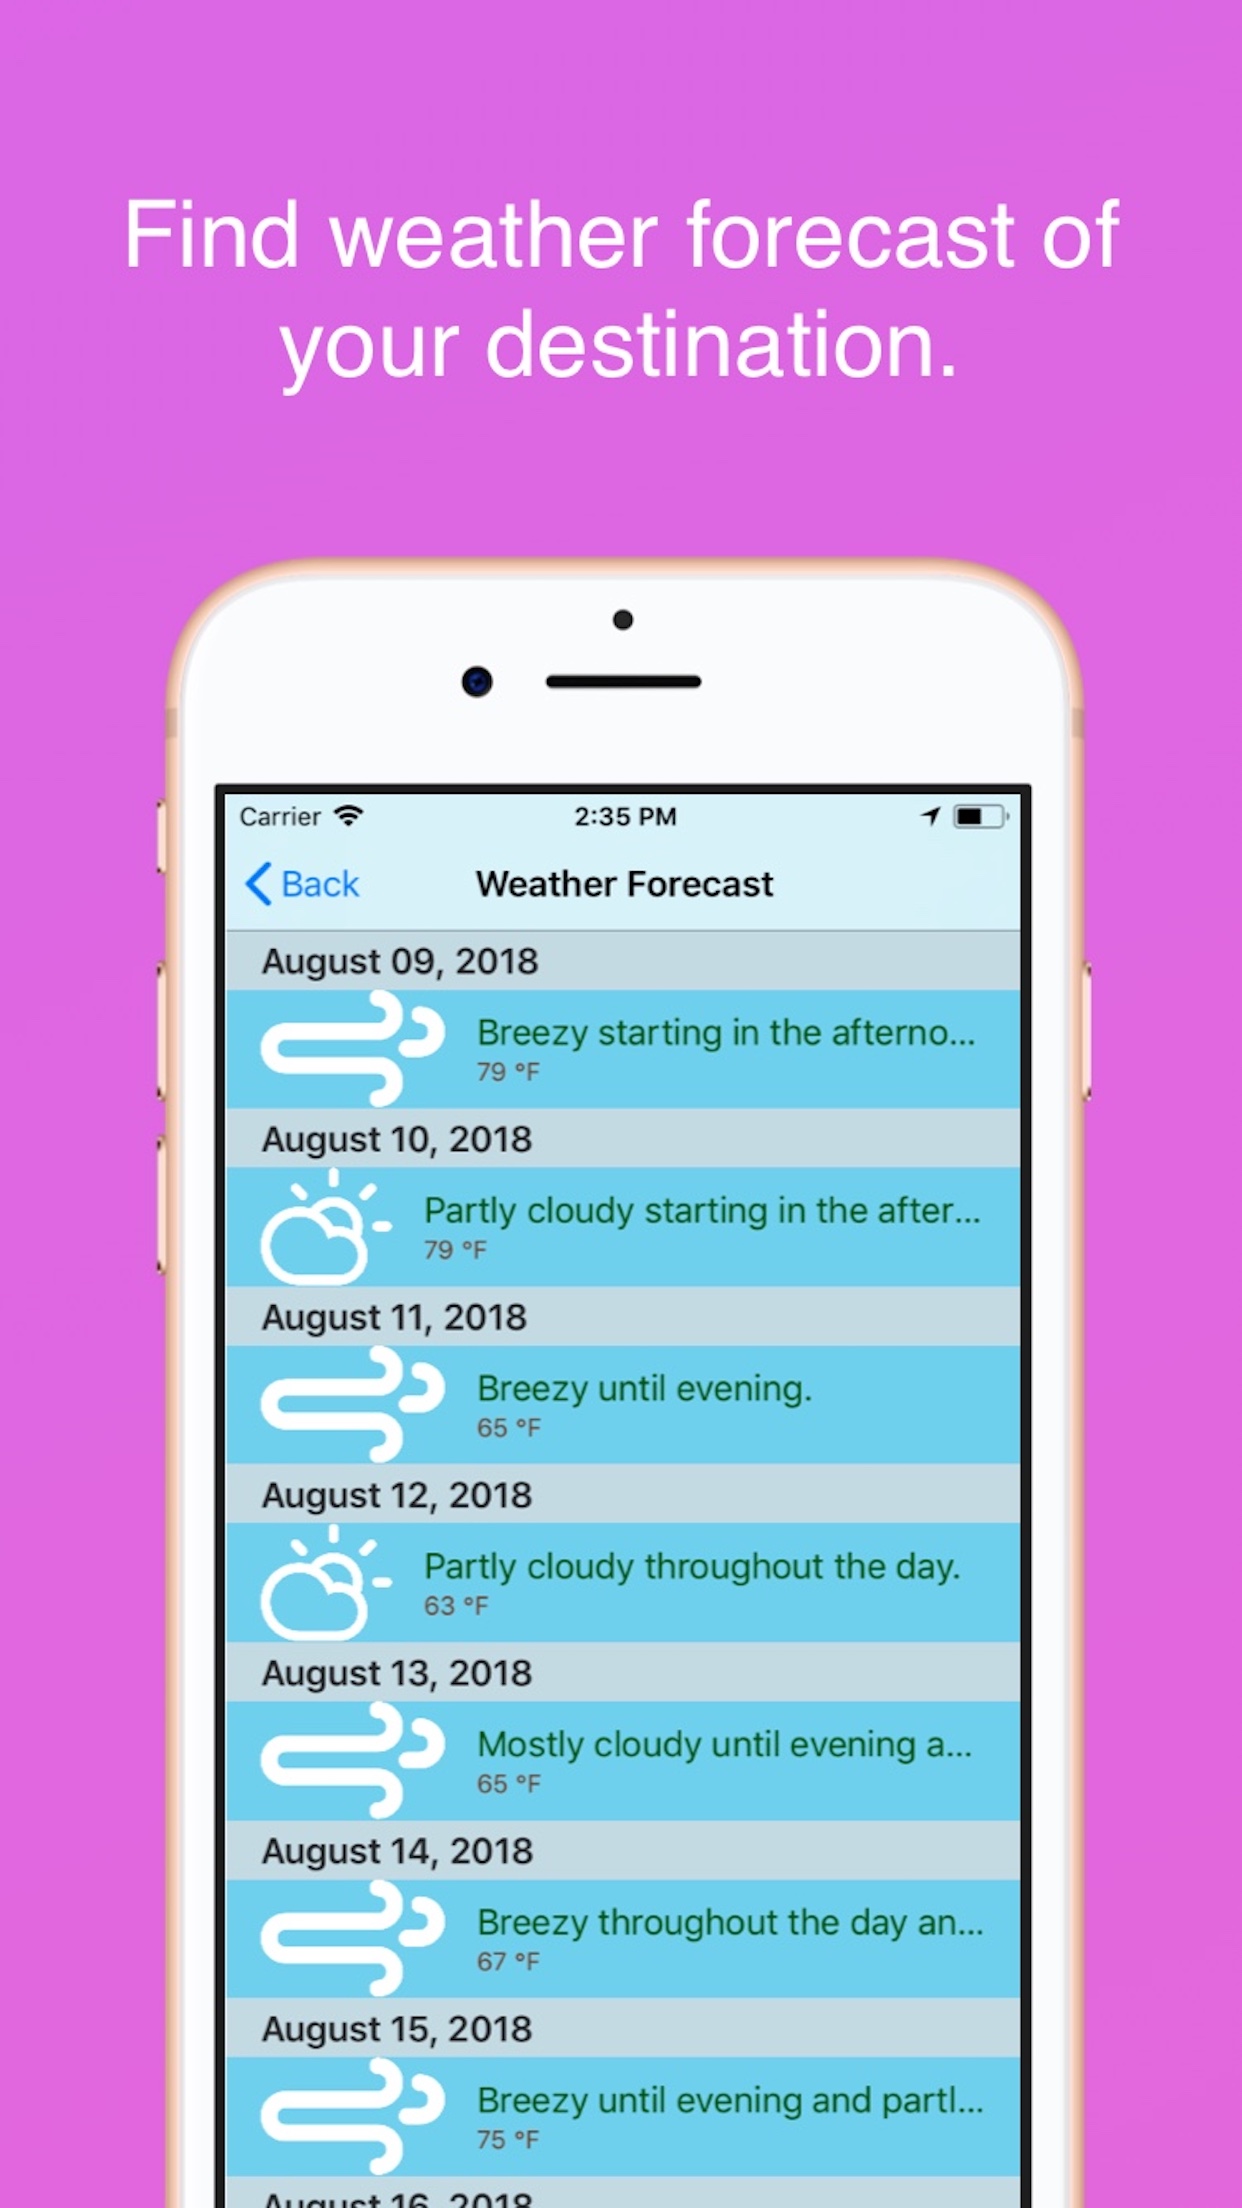 Find weather forecast of
your destination.
Carrier
2:35 PM
Back
Weather Forecast
August 09, 2018
Breezy starting in the afterno...
79 °F
August 10, 2018
Partly cloudy starting in the after...
79 °F
August 11, 2018
Breezy until evening.
65 °F
August 12, 2018
Partly cloudy throughout the day.
63 °F
August 13, 2018
Mostly cloudy until evening a...
65 °F
August 14, 2018
Breezy throughout the day an...
67 °F
August 15, 2018
Breezy until evening and partl...
75 °F
August 16, 2018